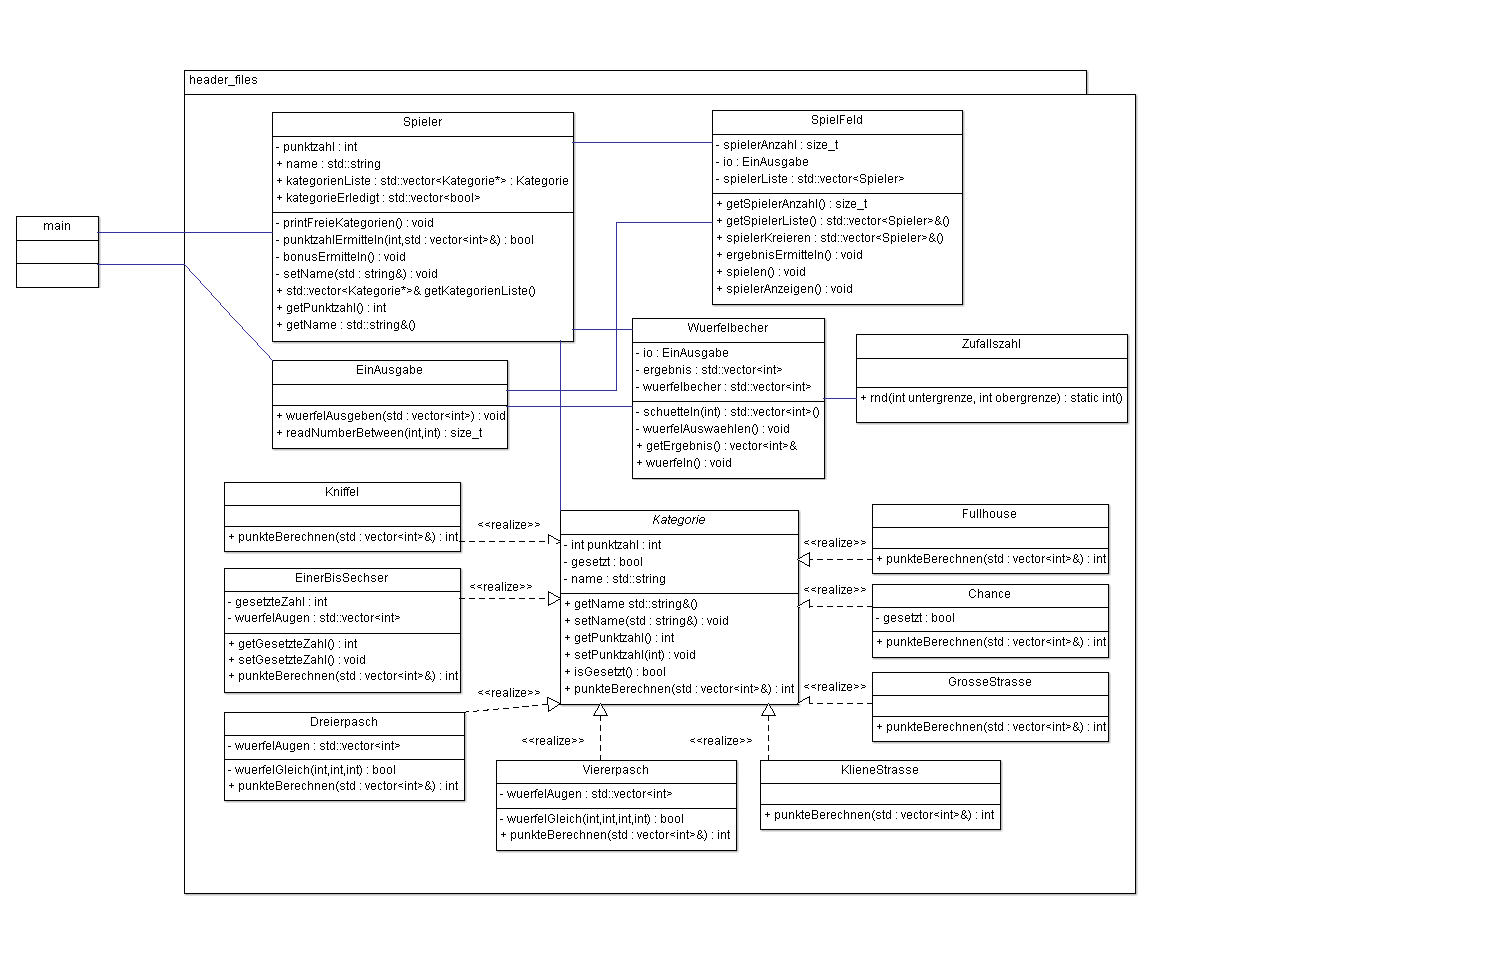 header_files
main
Spieler
- punktzahl : int
+ name : std::string
+ kategorienListe : std::vector<Kategorie*> : Kategorie
+ kategorieErledigt : std::vector<bool>
- printFreieKategorien() : void
- punktzahlErmitteln(int,std : vector<int>&) : bool
- bonusErmitteln() : void
- setName(std : string&) : void
+ std::vector<Kategorie*>& getKategorienListe()
+ getPunktzahl() : int
+ getName : std::string&()
SpielFeld
- spielerAnzahl : size_t
- io : EinAusgabe
- spielerListe : std::vector<Spieler>
+ getSpielerAnzahl() : size_t
+ getSpielerListe() : std::vector<Spieler>&()
+ spielerKreieren : std::vector<Spieler>&()
+ ergebnisErmitteln() : void
+ spielen() : void
+ spielerAnzeigen() : void
EinAusgabe
+ wuerfelAusgeben(std : vector<int>) : void
+ readNumberBetween(int,int) : size_t
Wuerfelbecher
- io : EinAusgabe
- ergebnis : std::vector<int>
- wuerfelbecher : std::vector<int>
- schuetteln(int) : std::vector<int>()
- wuerfelAuswaehlen() : void
+ getErgebnis() : vector<int>&
+ wuerfeln() : void
Zufallszahl
+ rnd(int untergrenze, int obergrenze) : static int()
Kniffel
+ punkteBerechnen(std : vector<int>&) : int
<<realize>>
EinerBisSechser
- gesetzteZahl : int
- wuerfelAugen : std::vector<int>
+ getGesetzteZahl() : int
+ setGesetzteZahl() : void
+ punkteBerechnen(std : vector<int>&) : int
<<realize>>
Dreierpasch
- wuerfelAugen : std::vector<int>
- wuerfelGleich(int,int,int) : bool
+ punkteBerechnen(std : vector<int>&) : int
<<realize>>
Kategorie
- int punktzahl : int
- gesetzt : bool
- name : std::string
+ getName std::string&()
+ setName(std : string&) : void
+ getPunktzahl() : int
+ setPunktzahl(int) : void
+ isGesetzt() : bool
+ punkteBerechnen(std : vector<int>&) : int
<<realize>>
Fullhouse
+ punkteBerechnen(std : vector<int>&) : int
<<realize>>
Chance
- gesetzt : bool
+ punkteBerechnen(std : vector<int>&) : int
<<realize>>
GrosseStrasse
+ punkteBerechnen(std : vector<int>&) : int
<<realize>>
Viererpasch
- wuerfelAugen : std::vector<int>
- wuerfelGleich(int,int,int,int) : bool
+ punkteBerechnen(std : vector<int>&) : int
<<realize>>
KlieneStrasse
+ punkteBerechnen(std : vector<int>&) : int